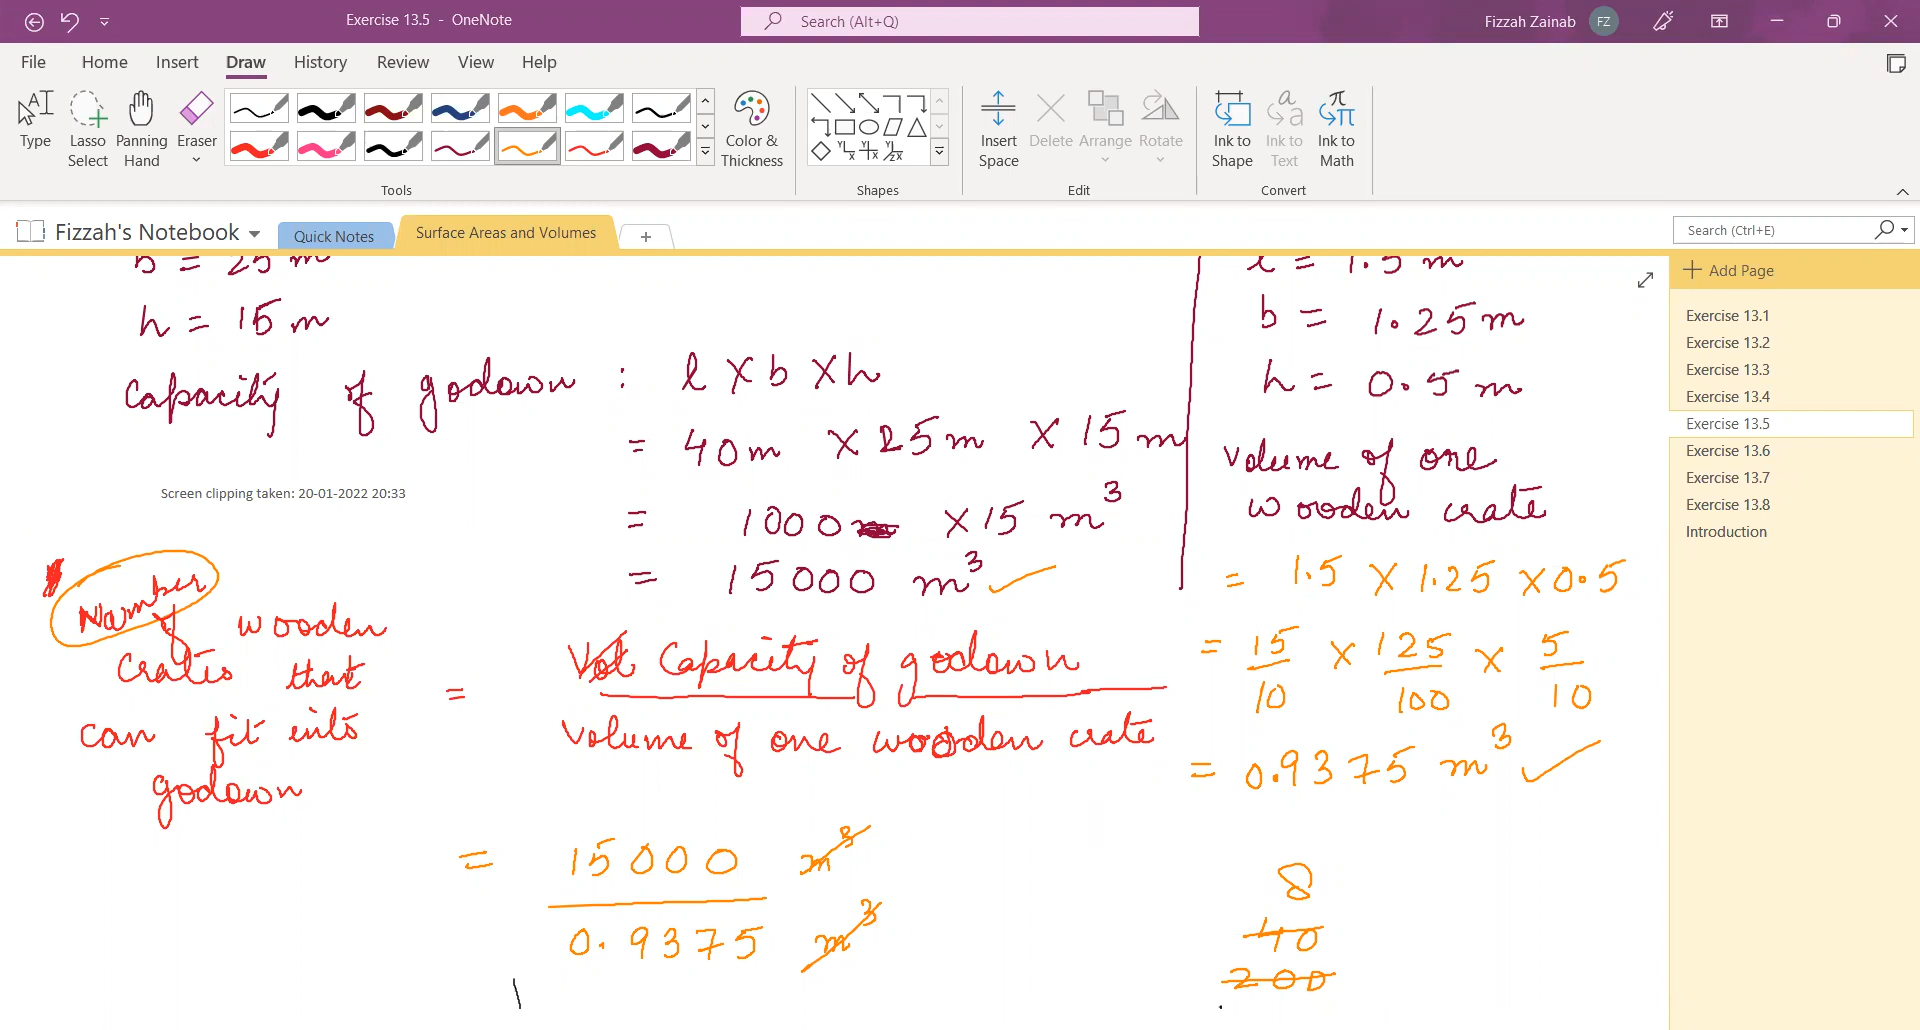 Exercise 13.5 - OneNote
Search (Alt+Q)
Fizzah Zainab
FZ
File Home Insert Draw History Review View Help
Type
Lasso Select
Panning Hand
Eraser
Color & Thickness
Insert Space
Delete
Arrange
Rotate
Ink to Shape
Ink to Text
Ink to Math
Tools
Shapes
Edit
Convert
Fizzah's Notebook
Quick Notes
Surface Areas and Volumes
Search (Ctrl+E)
Add Page
Exercise 13.1
Exercise 13.2
Exercise 13.3
Exercise 13.4
Exercise 13.5
Exercise 13.6
Exercise 13.7
Exercise 13.8
Introduction
b = 25 m
h = 15 m
Capacity of godown : l X b X h
= 40 m X 25 m X 15 m
Screen clipping taken: 20-01-2022 20:33
= 1000 X 15 m³
= 15000 m³
l = 1.5 m
b = 1.25 m
h = 0.5 m
Volume of one
wooden crate
= 1.5 X 1.25 X 0.5
= 15/10 X 125/100 X 5/10
= 0.9375 m³
Number
of wooden
crates that
can fit into
godown
= Vol Capacity of godown
Volume of one wooden crate
= 15000 m³
0.9375 m³
8
40
200